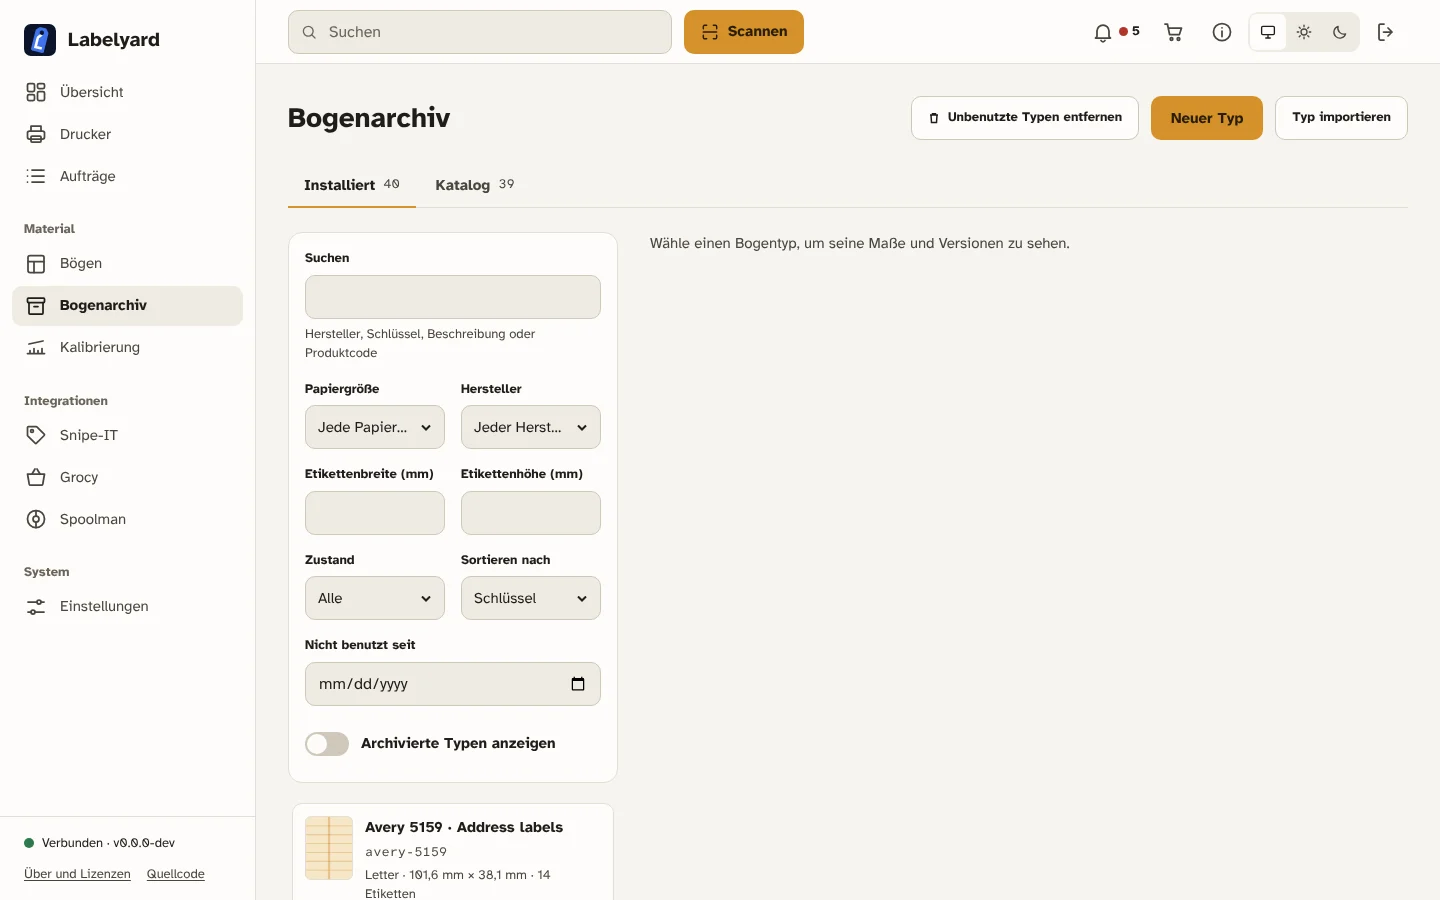 Labelyard
Suchen
Scannen
5
Übersicht
Drucker
Aufträge
Material
Bögen
Bogenarchiv
Kalibrierung
Integrationen
Snipe-IT
Grocy
Spoolman
System
Einstellungen
Verbunden · v0.0.0-dev
Über und Lizenzen Quellcode
Bogenarchiv
Unbenutzte Typen entfernen
Neuer Typ
Typ importieren
Installiert 40
Katalog 39
Suchen
Hersteller, Schlüssel, Beschreibung oder
Produktcode
Papiergröße Hersteller
Jede Papier... Jeder Herst...
Etikettenbreite (mm) Etikettenhöhe (mm)
Zustand Sortieren nach
Alle Schlüssel
Nicht benutzt seit
mm/dd/yyyy
Archivierte Typen anzeigen
Avery 5159 · Address labels
avery-5159
Letter · 101,6 mm × 38,1 mm · 14
Etiketten
Wähle einen Bogentyp, um seine Maße und Versionen zu sehen.